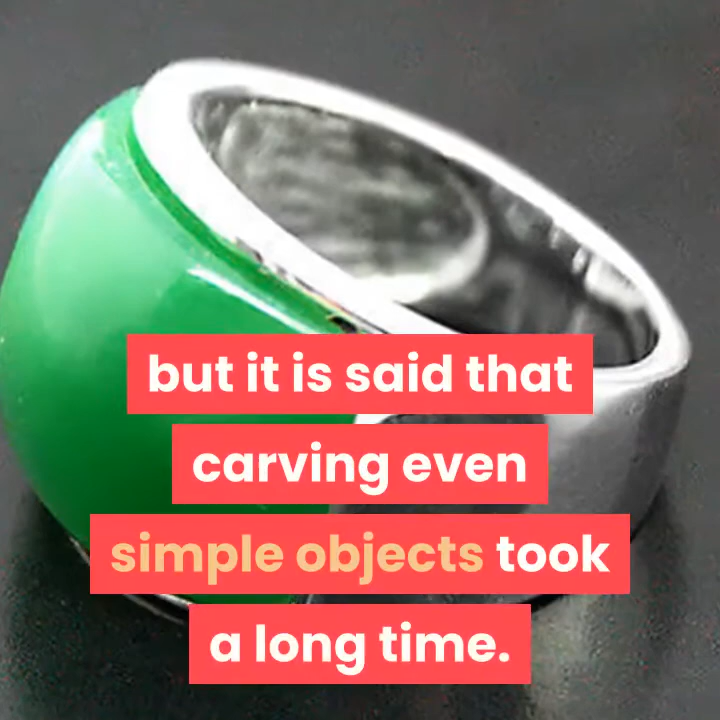 but it is said that
carving even
simple objects took
a long time.